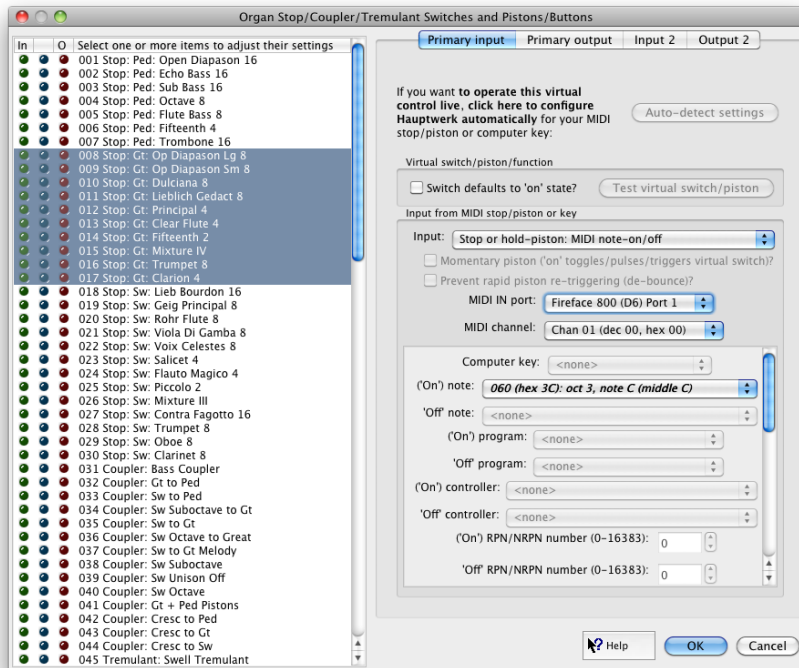 Organ Stop/Coupler/Tremulant Switches and Pistons/Buttons
In O Select one or more items to adjust their settings
001 Stop: Ped: Open Diapason 16
002 Stop: Ped: Echo Bass 16
003 Stop: Ped: Sub Bass 16
004 Stop: Ped: Octave 8
005 Stop: Ped: Flute Bass 8
006 Stop: Ped: Fifteenth 4
007 Stop: Ped: Trombone 16
008 Stop: Gt: Op Diapason Lg 8
009 Stop: Gt: Op Diapason Sm 8
010 Stop: Gt: Dulciana 8
011 Stop: Gt: Lieblich Gedact 8
012 Stop: Gt: Principal 4
013 Stop: Gt: Clear Flute 4
014 Stop: Gt: Fifteenth 2
015 Stop: Gt: Mixture IV
016 Stop: Gt: Trumpet 8
017 Stop: Gt: Clarion 4
018 Stop: Sw: Lieb Bourdon 16
019 Stop: Sw: Geig Principal 8
020 Stop: Sw: Rohr Flute 8
021 Stop: Sw: Viola Di Gamba 8
022 Stop: Sw: Voix Celestes 8
023 Stop: Sw: Salicet 4
024 Stop: Sw: Flauto Magico 4
025 Stop: Sw: Piccolo 2
026 Stop: Sw: Mixture III
027 Stop: Sw: Contra Fagotto 16
028 Stop: Sw: Trumpet 8
029 Stop: Sw: Oboe 8
030 Stop: Sw: Clarinet 8
031 Coupler: Bass Coupler
032 Coupler: Gt to Ped
033 Coupler: Sw to Ped
034 Coupler: Sw Suboctave to Gt
035 Coupler: Sw to Gt
036 Coupler: Sw Octave to Great
037 Coupler: Sw to Gt Melody
038 Coupler: Sw Suboctave
039 Coupler: Sw Unison Off
040 Coupler: Sw Octave
041 Coupler: Gt + Ped Pistons
042 Coupler: Cresc to Ped
043 Coupler: Cresc to Gt
044 Coupler: Cresc to Sw
045 Tremulant: Swell Tremulant
Primary input Primary output Input 2 Output 2
If you want to operate this virtual
control live, click here to configure
Hauptwerk automatically for your MIDI
stop/piston or computer key:
Auto-detect settings
Virtual switch/piston/function
Switch defaults to 'on' state? Test virtual switch/piston
Input from MIDI stop/piston or key
Input: Stop or hold-piston: MIDI note-on/off
Momentary piston ('on' toggles/pulses/triggers virtual switch)?
Prevent rapid piston re-triggering (de-bounce)?
MIDI IN port: Fireface 800 (D6) Port 1
MIDI channel: Chan 01 (dec 00, hex 00)
Computer key: <none>
('On') note: 060 (hex 3C): oct 3, note C (middle C)
'Off' note: <none>
('On') program: <none>
'Off' program: <none>
('On') controller: <none>
'Off' controller: <none>
('On') RPN/NRPN number (0-16383): 0
'Off' RPN/NRPN number (0-16383): 0
Help OK Cancel